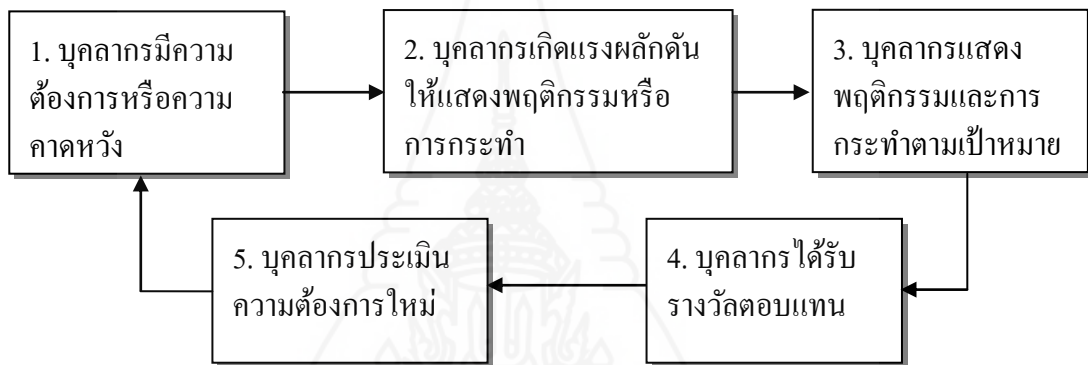 1. บุคลากรมีความ
ต้องการหรือความ
คาดหวัง
2. บุคลากรเกิดแรงผลักดัน
ให้แสดงพฤติกรรมหรือ
การกระทำ
3. บุคลากรแสดง
พฤติกรรมและการ
กระทำตามเป้าหมาย
4. บุคลากรได้รับ
รางวัลตอบแทน
5. บุคลากรประเมิน
ความต้องการใหม่